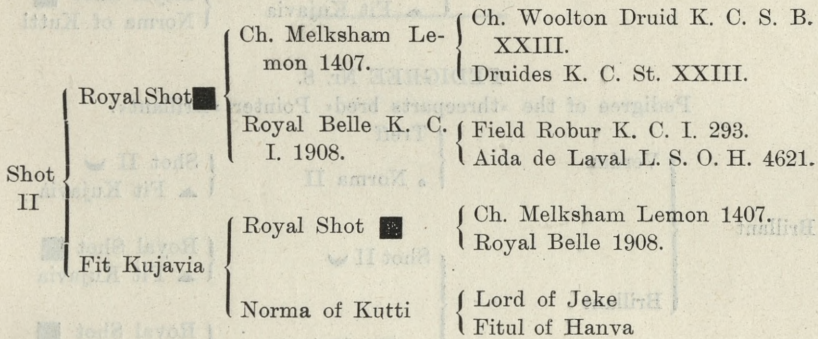 Ch. Woolton Druid K. C. S. B.
XXIII.
Ch. Melksham Le-
mon 1407.
Druides K. C. St. XXIII.
Royal Shot
Royal Belle K. C.
I. 1908.
Field Robur K. C. I. 293.
Aida de Laval L. S. O. H. 4621.
Shot
II
Royal Shot
Ch. Melksham Lemon 1407.
Royal Belle 1908.
Fit Kujavia
Norma of Kutti
Lord of Jeke
Fitul of Hanva